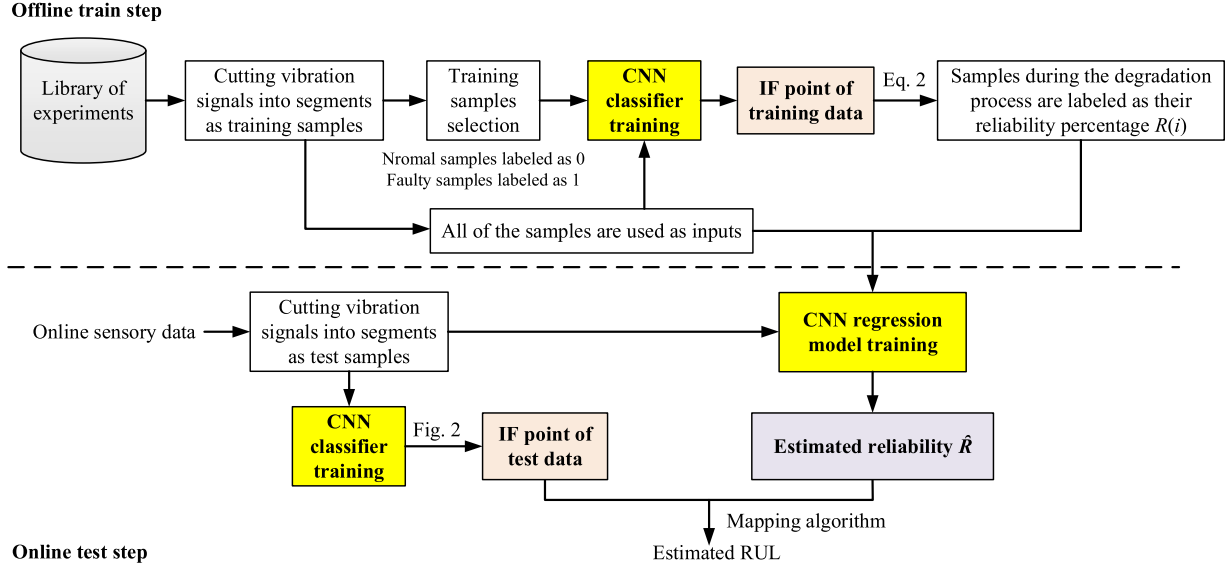 Offline train step
Library of
experiments
Cutting vibration
signals into segments
as training samples
Training
samples
selection
CNN
classifier
training
IF point of
training data
Eq. 2
Samples during the degradation
process are labeled as their
reliability percentage R(i)
Nromal samples labeled as 0
Faulty samples labeled as 1
All of the samples are used as inputs
Online sensory data
Cutting vibration
signals into segments
as test samples
CNN regression
model training
CNN
classifier
training
Fig. 2
IF point of
test data
Estimated reliability R̂
Mapping algorithm
Estimated RUL
Online test step